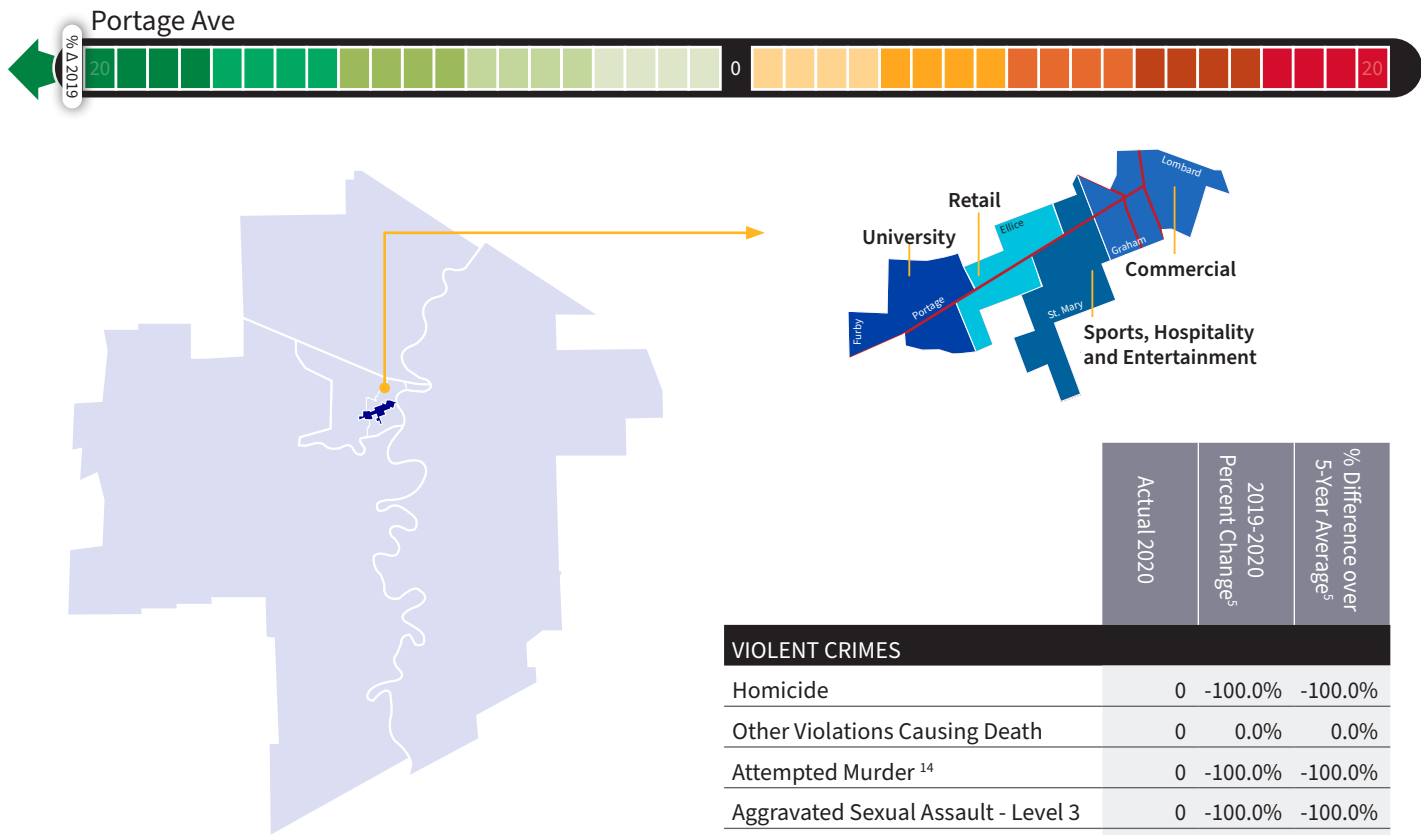 Portage Ave
% Δ 2019
20
0
20
Lombard
Retail
Ellice
University
Graham
Commercial
Portage
St. Mary
Furby
Sports, Hospitality
and Entertainment
Actual 2020
2019-2020
Percent Change5
% Difference over
5-Year Average5
VIOLENT CRIMES
Homicide 0 -100.0% -100.0%
Other Violations Causing Death 0 0.0% 0.0%
Attempted Murder 14 0 -100.0% -100.0%
Aggravated Sexual Assault - Level 3 0 -100.0% -100.0%